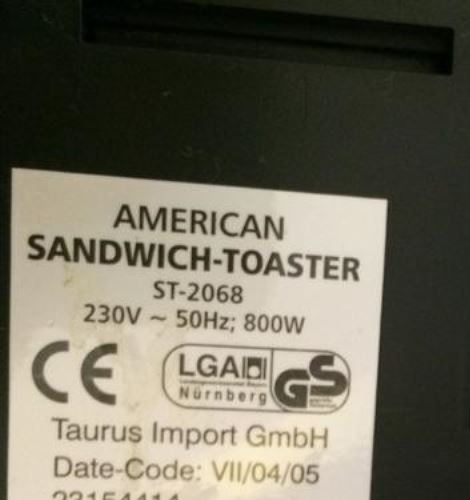 AMERICAN
SANDWICH-TOASTER
ST-2068
230V ~ 50Hz; 800W
CE
LGA
Nürnberg
GS
Taurus Import GmbH
Date-Code: VII/04/05